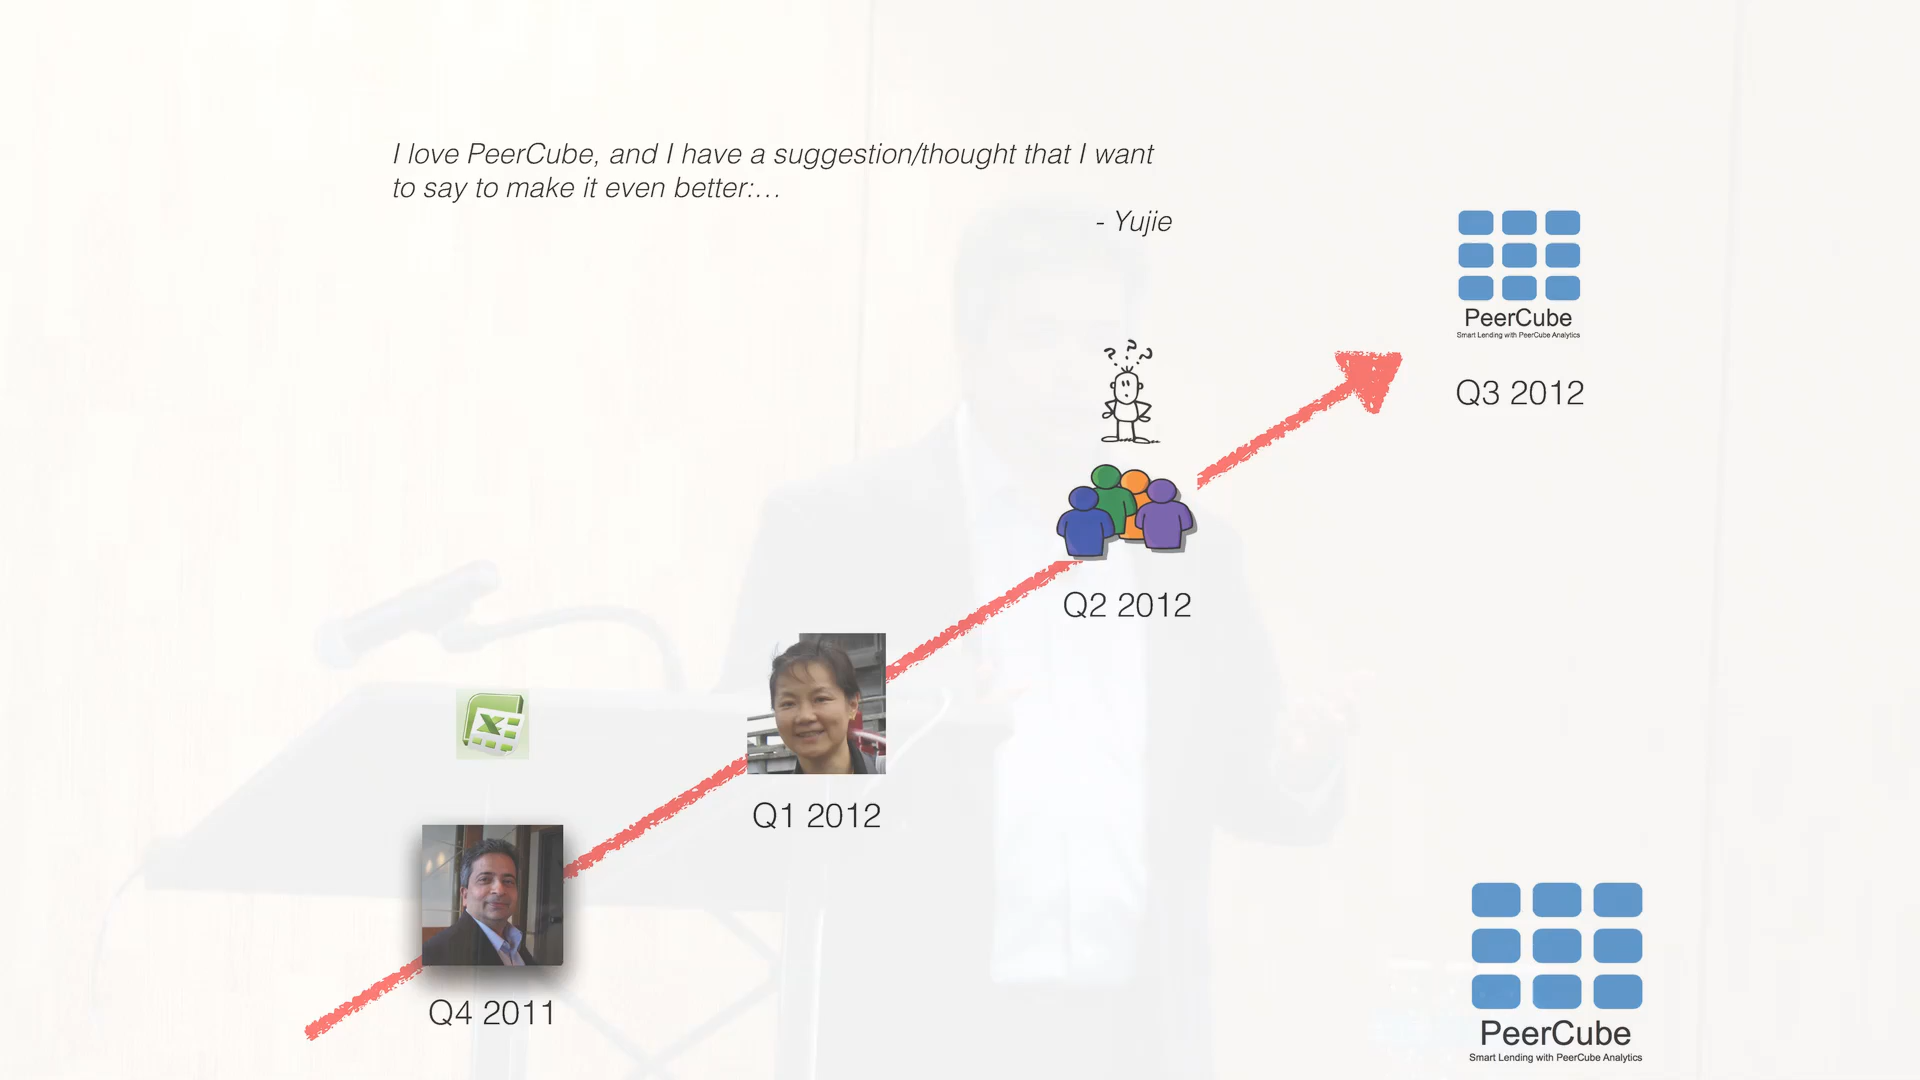 I love PeerCube, and I have a suggestion/thought that I want
to say to make it even better:...
- Yujie
? ? ?
PeerCube
Smart Lending with PeerCube Analytics
Q3 2012
Q2 2012
Q1 2012
X
Q4 2011
PeerCube
Smart Lending with PeerCube Analytics